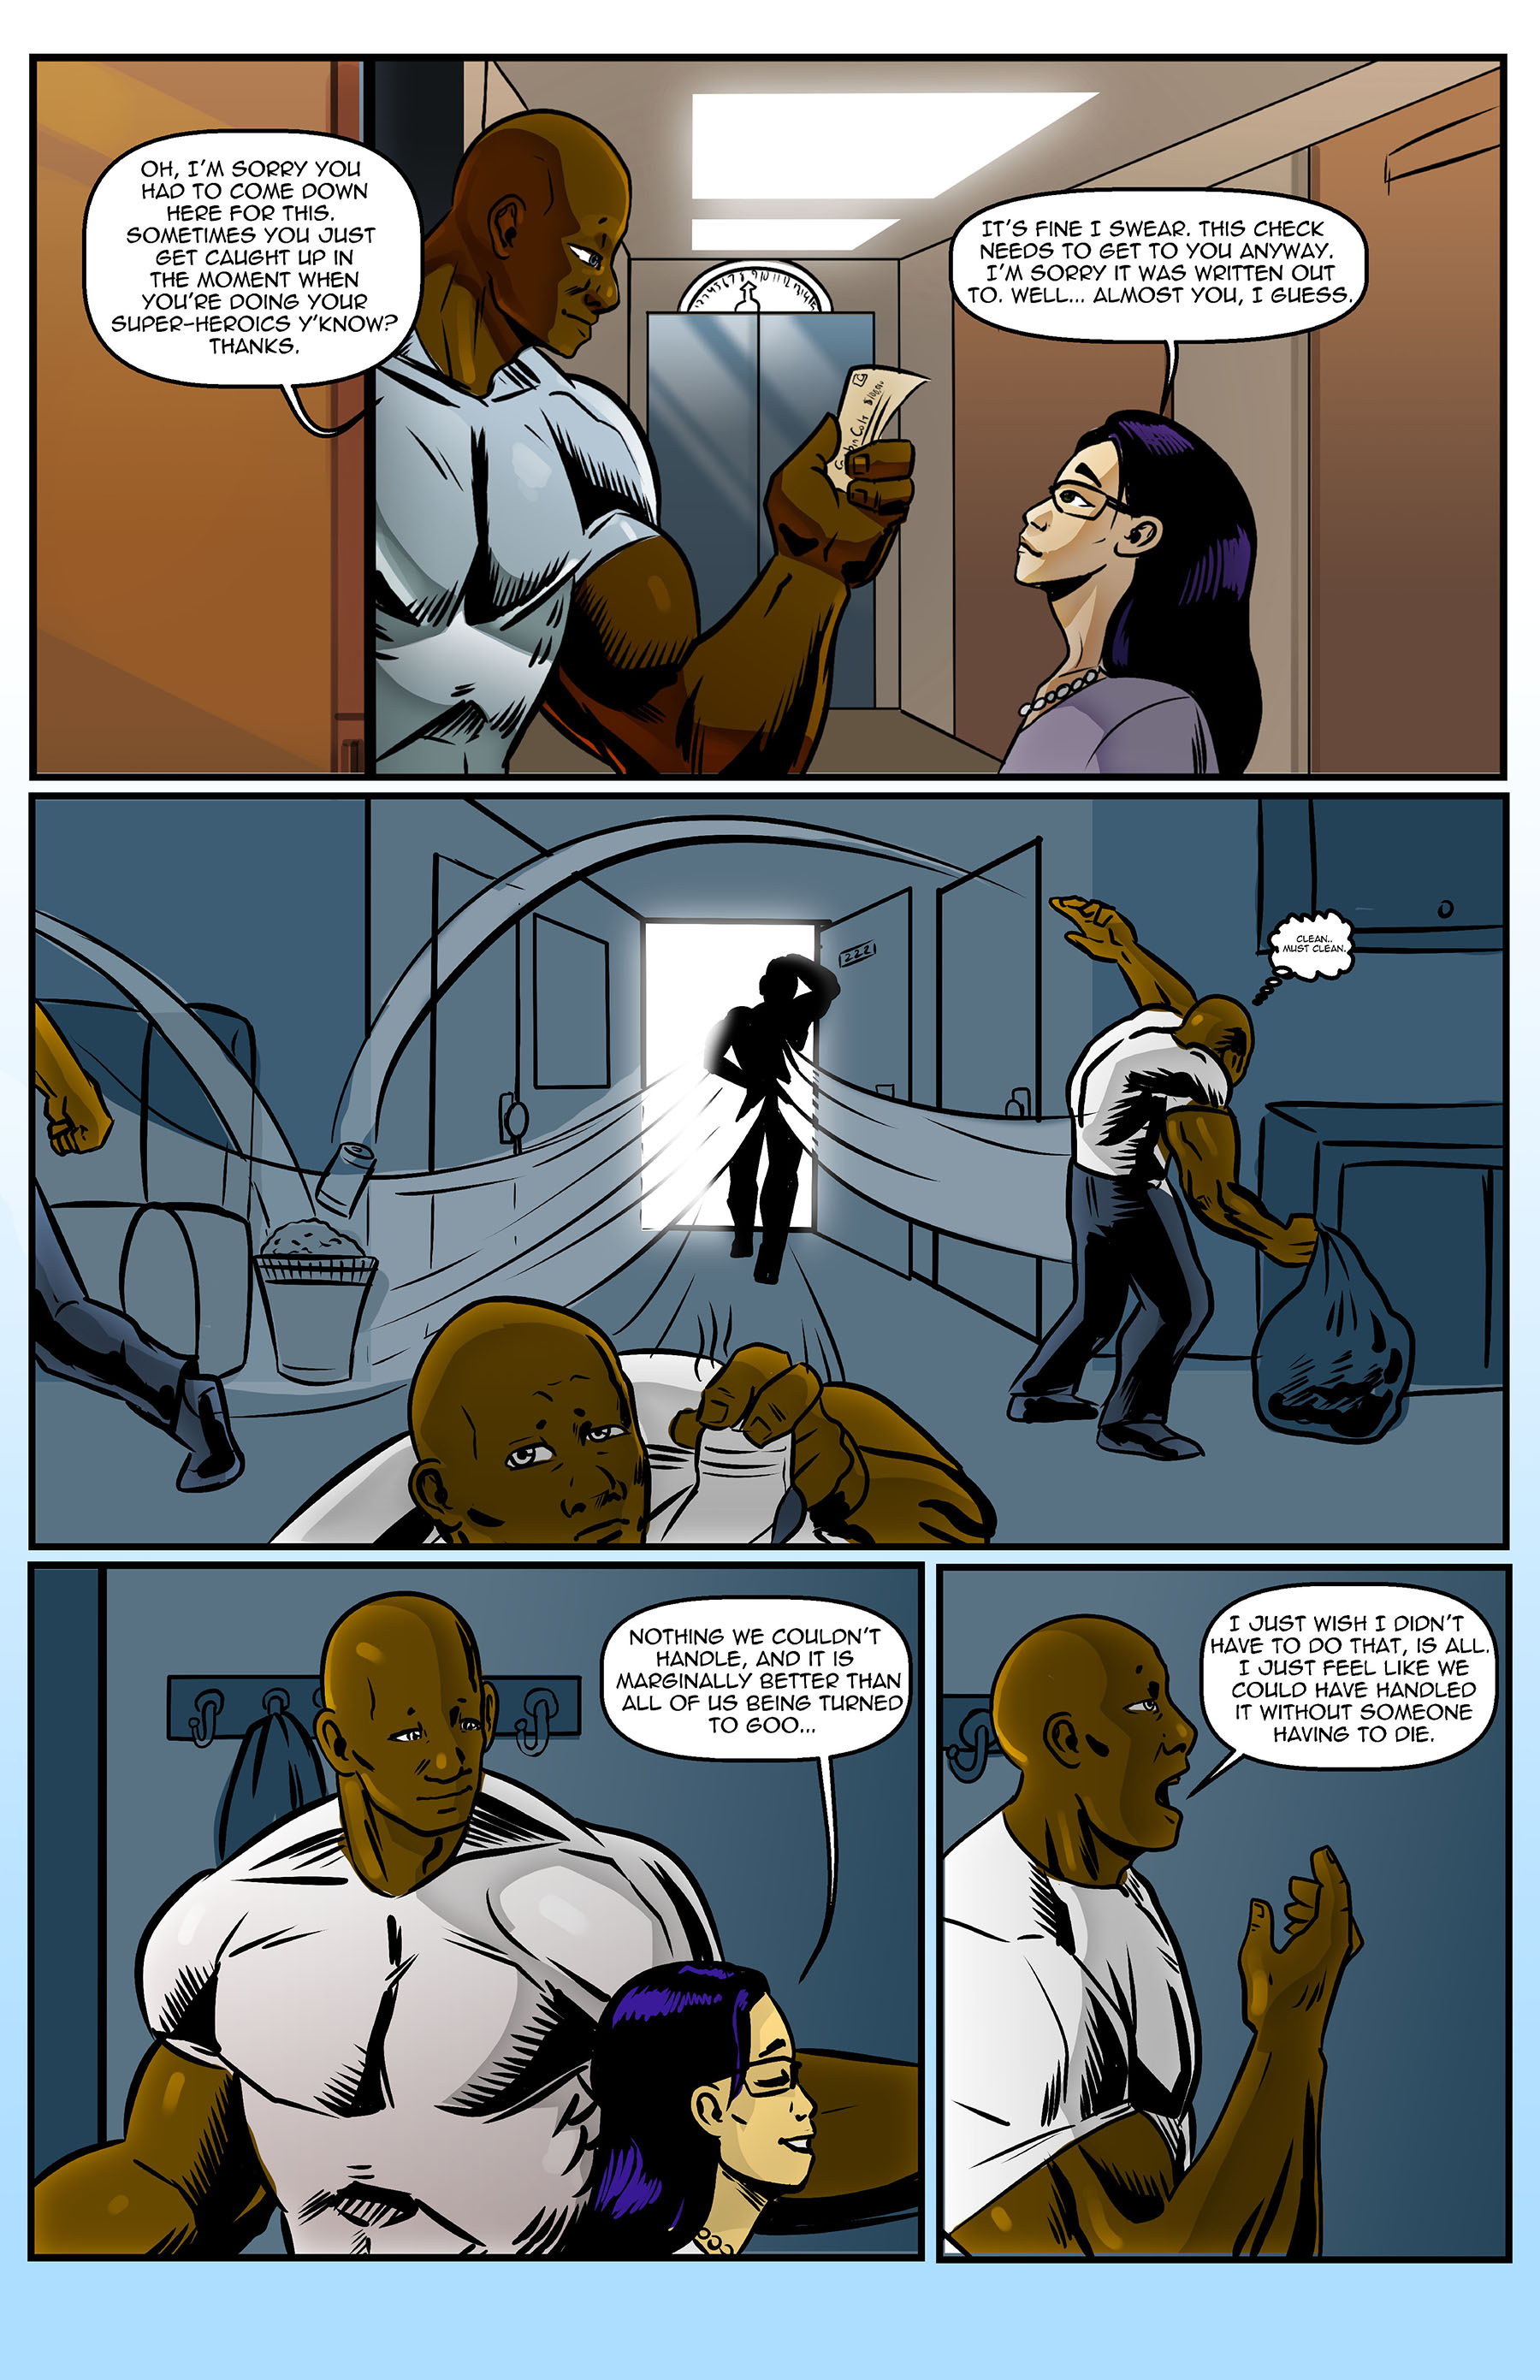 OH, I'M SORRY YOU
HAD TO COME DOWN
HERE FOR THIS.
SOMETIMES YOU JUST
GET CAUGHT UP IN
THE MOMENT WHEN
YOU'RE DOING YOUR
SUPER-HEROICS Y'KNOW?
THANKS.
IT'S FINE I SWEAR. THIS CHECK
NEEDS TO GET TO YOU ANYWAY.
I'M SORRY IT WAS WRITTEN OUT
TO. WELL... ALMOST YOU, I GUESS.
222
CLEAN..
MUST CLEAN.
NOTHING WE COULDN'T
HANDLE, AND IT IS
MARGINALLY BETTER THAN
ALL OF US BEING TURNED
TO GOO...
I JUST WISH I DIDN'T
HAVE TO DO THAT, IS ALL.
I JUST FEEL LIKE WE
COULD HAVE HANDLED
IT WITHOUT SOMEONE
HAVING TO DIE.